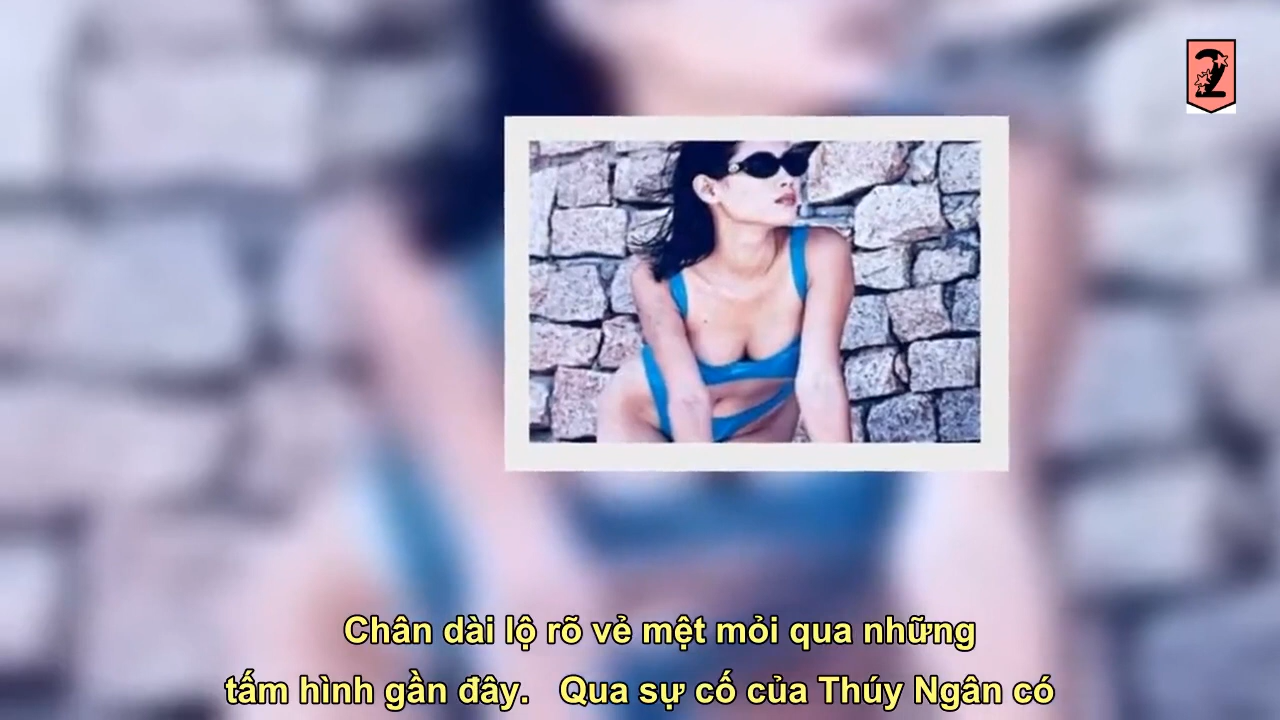 2
Chân dài lộ rõ vẻ mệt mỏi qua những
tấm hình gần đây. Qua sự cố của Thúy Ngân có